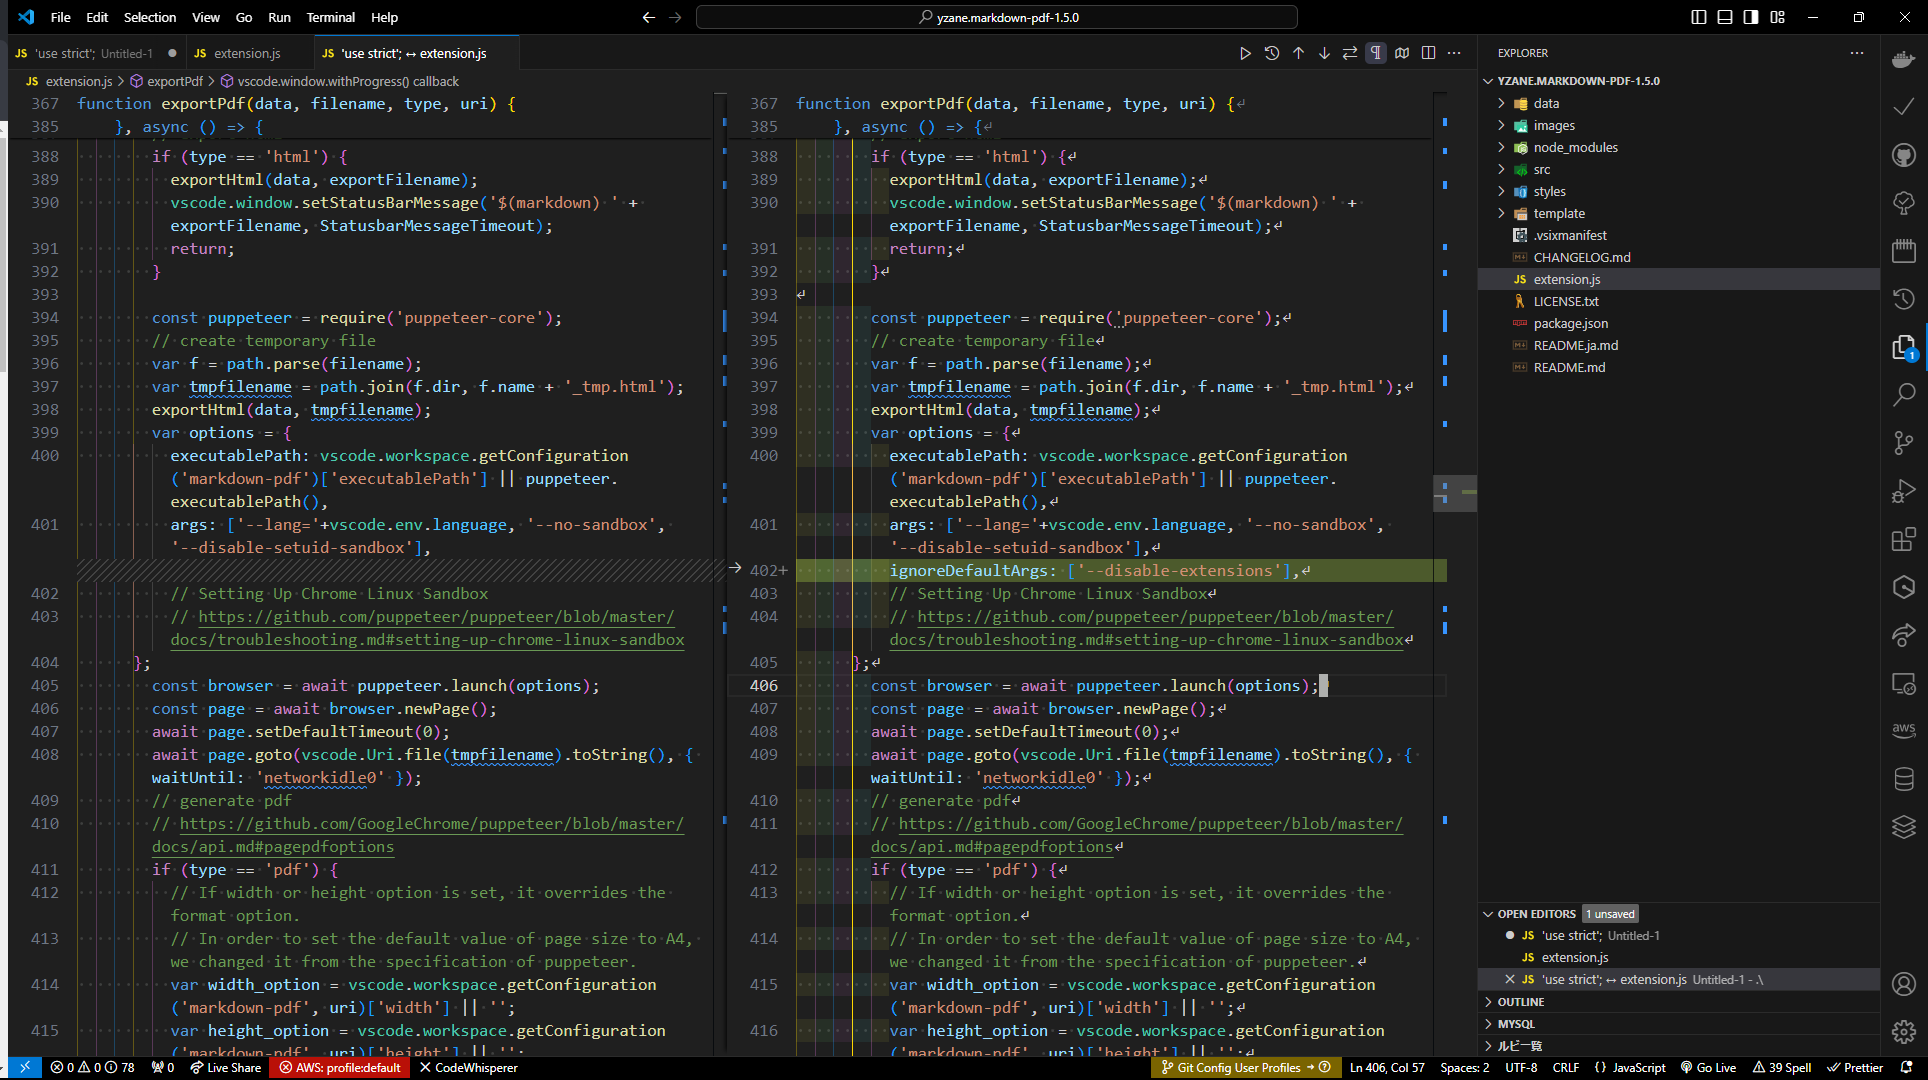 File Edit Selection View Go Run Terminal Help
yzane.markdown-pdf-1.5.0
JS 'use strict'; Untitled-1
JS extension.js
JS 'use strict'; ↔ extension.js
JS extension.js > exportPdf > vscode.window.withProgress() callback
367 function exportPdf(data, filename, type, uri) {
385 }, async () => {
388 if (type == 'html') {
389 exportHtml(data, exportFilename);
390 vscode.window.setStatusBarMessage('$(markdown) ' +
exportFilename, StatusbarMessageTimeout);
391 return;
392 }
393
394 const puppeteer = require('puppeteer-core');
395 // create temporary file
396 var f = path.parse(filename);
397 var tmpfilename = path.join(f.dir, f.name + '_tmp.html');
398 exportHtml(data, tmpfilename);
399 var options = {
400 executablePath: vscode.workspace.getConfiguration
('markdown-pdf')['executablePath'] || puppeteer.
executablePath(),
401 args: ['--lang='+vscode.env.language, '--no-sandbox',
'--disable-setuid-sandbox'],
402 // Setting Up Chrome Linux Sandbox
403 // https://github.com/puppeteer/puppeteer/blob/master/
docs/troubleshooting.md#setting-up-chrome-linux-sandbox
404 };
405 const browser = await puppeteer.launch(options);
406 const page = await browser.newPage();
407 await page.setDefaultTimeout(0);
408 await page.goto(vscode.Uri.file(tmpfilename).toString(), {
waitUntil: 'networkidle0' });
409 // generate pdf
410 // https://github.com/GoogleChrome/puppeteer/blob/master/
docs/api.md#pagepdfoptions
411 if (type == 'pdf') {
412 // If width or height option is set, it overrides the
format option.
413 // In order to set the default value of page size to A4,
we changed it from the specification of puppeteer.
414 var width_option = vscode.workspace.getConfiguration
('markdown-pdf', uri)['width'] || '';
415 var height_option = vscode.workspace.getConfiguration
('markdown-pdf', uri)['height'] || '';
367 function exportPdf(data, filename, type, uri) {↵
385 }, async () => {↵
388 if (type == 'html') {↵
389 exportHtml(data, exportFilename);↵
390 vscode.window.setStatusBarMessage('$(markdown) ' +
exportFilename, StatusbarMessageTimeout);↵
391 return;↵
392 }↵
393 ↵
394 const puppeteer = require('puppeteer-core');↵
395 // create temporary file↵
396 var f = path.parse(filename);↵
397 var tmpfilename = path.join(f.dir, f.name + '_tmp.html');↵
398 exportHtml(data, tmpfilename);↵
399 var options = {↵
400 executablePath: vscode.workspace.getConfiguration
('markdown-pdf')['executablePath'] || puppeteer.
executablePath(),↵
401 args: ['--lang='+vscode.env.language, '--no-sandbox',
'--disable-setuid-sandbox'],↵
402+ ignoreDefaultArgs: ['--disable-extensions'],↵
403 // Setting Up Chrome Linux Sandbox↵
404 // https://github.com/puppeteer/puppeteer/blob/master/
docs/troubleshooting.md#setting-up-chrome-linux-sandbox↵
405 };↵
406 const browser = await puppeteer.launch(options);
407 const page = await browser.newPage();↵
408 await page.setDefaultTimeout(0);↵
409 await page.goto(vscode.Uri.file(tmpfilename).toString(), {
waitUntil: 'networkidle0' });↵
410 // generate pdf↵
411 // https://github.com/GoogleChrome/puppeteer/blob/master/
docs/api.md#pagepdfoptions↵
412 if (type == 'pdf') {↵
413 // If width or height option is set, it overrides the
format option.↵
414 // In order to set the default value of page size to A4,
we changed it from the specification of puppeteer.↵
415 var width_option = vscode.workspace.getConfiguration
('markdown-pdf', uri)['width'] || '';↵
416 var height_option = vscode.workspace.getConfiguration
('markdown-pdf', uri)['height'] || '';↵
EXPLORER
YZANE.MARKDOWN-PDF-1.5.0
data
images
node_modules
src
styles
template
.vsixmanifest
CHANGELOG.md
JS extension.js
LICENSE.txt
package.json
README.ja.md
README.md
OPEN EDITORS 1 unsaved
JS 'use strict'; Untitled-1
JS extension.js
JS 'use strict'; ↔ extension.js Untitled-1 - .\
OUTLINE
MYSQL
ルビ一覧
1
aws
0 0 78 0 Live Share AWS: profile:default CodeWhisperer
Git Config User Profiles → Ln 406, Col 57 Spaces: 2 UTF-8 CRLF {} JavaScript Go Live 39 Spell Prettier